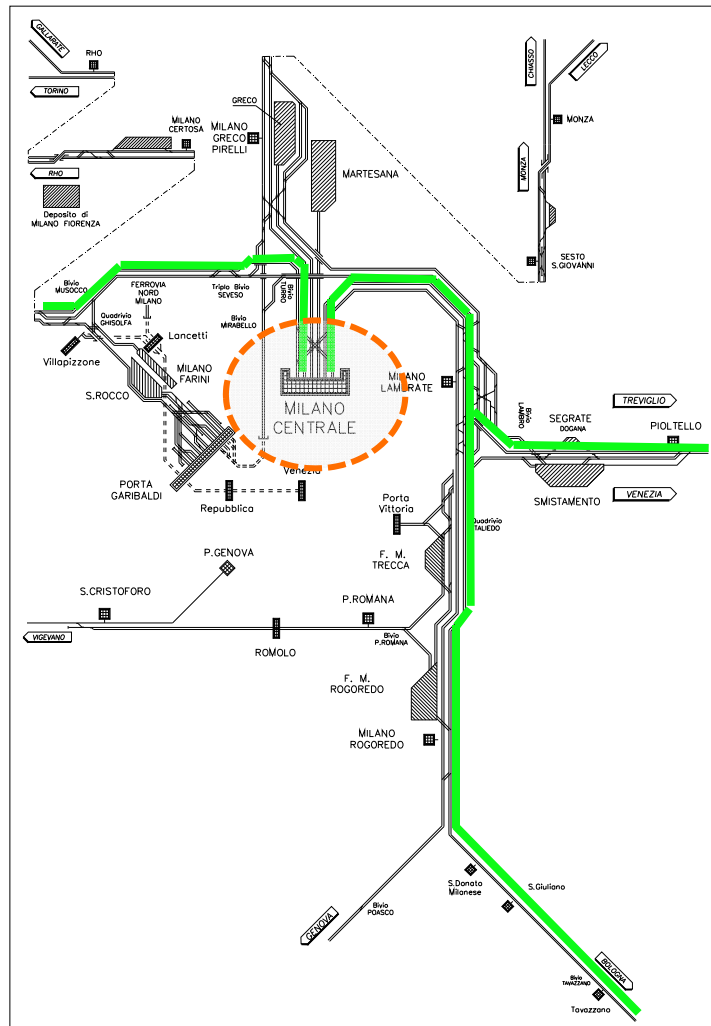 GALLARATE
RHO
TORINO
MILANO
CERTOSA
RHO
Deposito di
MILANO FIORENZA
GRECO
MILANO
GRECO
PIRELLI
MARTESANA
CHIASSO
LECCO
MONZA
MONZA
SESTO
S.GIOVANNI
Bivio
MUSOCCO
FERROVIA
NORD
MILANO
Triplo Bivio
SEVESO
Bivio
TURRO
Bivio
MIRABELLO
Quadrivio
GHISOLFA
Lancetti
Villapizzone
MILANO
FARINI
S.ROCCO
MILANO
CENTRALE
MILANO
LAMBRATE
Bivio
LAMBRO
SEGRATE
DOGANA
TREVIGLIO
PIOLTELLO
SMISTAMENTO
VENEZIA
PORTA
GARIBALDI
Repubblica
Venezia
Porta
Vittoria
Quadrivio
TALIEDO
F. M.
TRECCA
P.GENOVA
S.CRISTOFORO
P.ROMANA
Bivio
P.ROMANA
VIGEVANO
ROMOLO
F. M.
ROGOREDO
MILANO
ROGOREDO
S.Donato
Milanese
S.Giuliano
Bivio
POASCO
GENOVA
BOLOGNA
Bivio
TAVAZZANO
Tavazzano